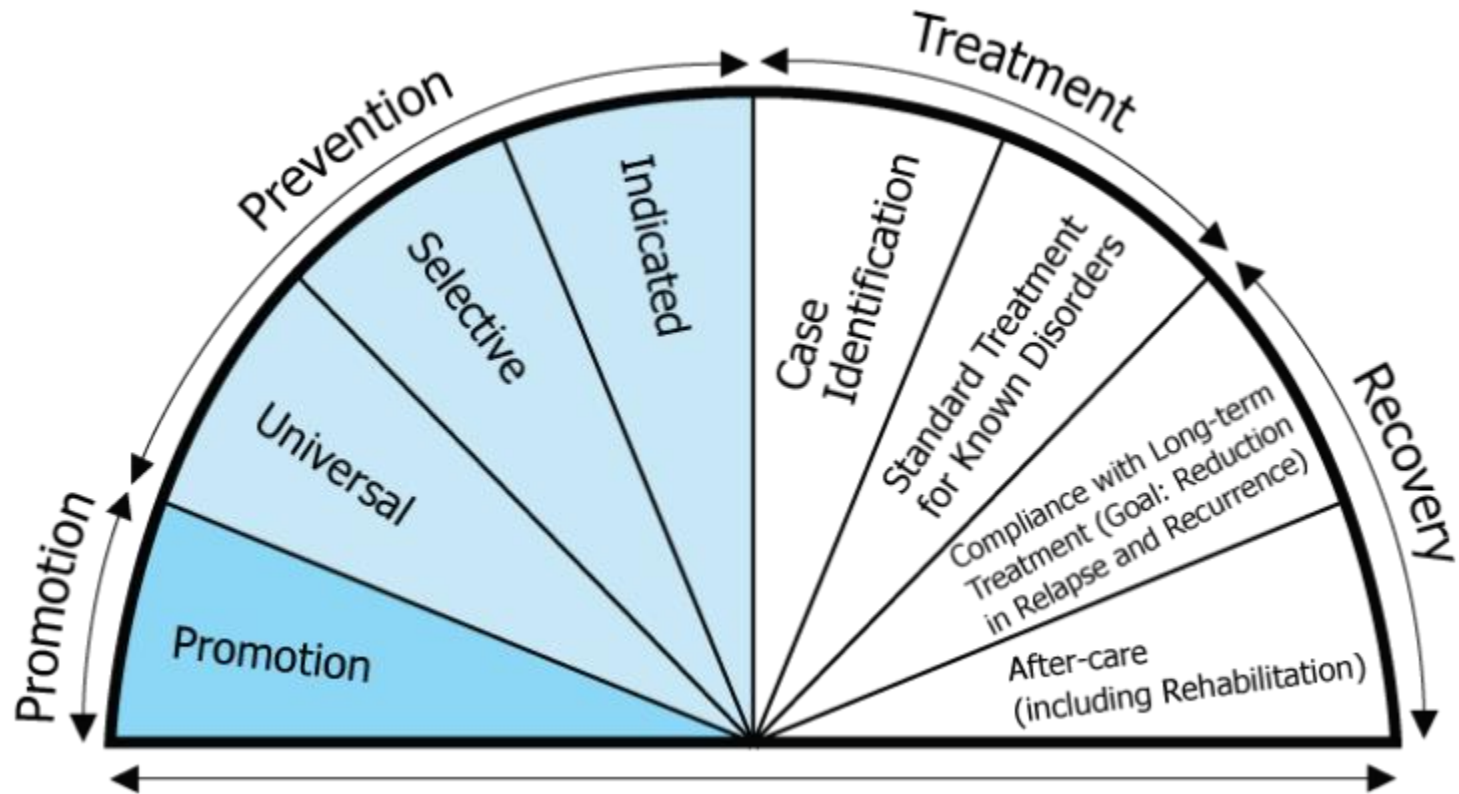 Promotion
Prevention
Treatment
Recovery
Promotion
Universal
Selective
Indicated
Case
Identification
Standard Treatment
for Known Disorders
Compliance with Long-term
Treatment (Goal: Reduction
in Relapse and Recurrence)
After-care
(including Rehabilitation)